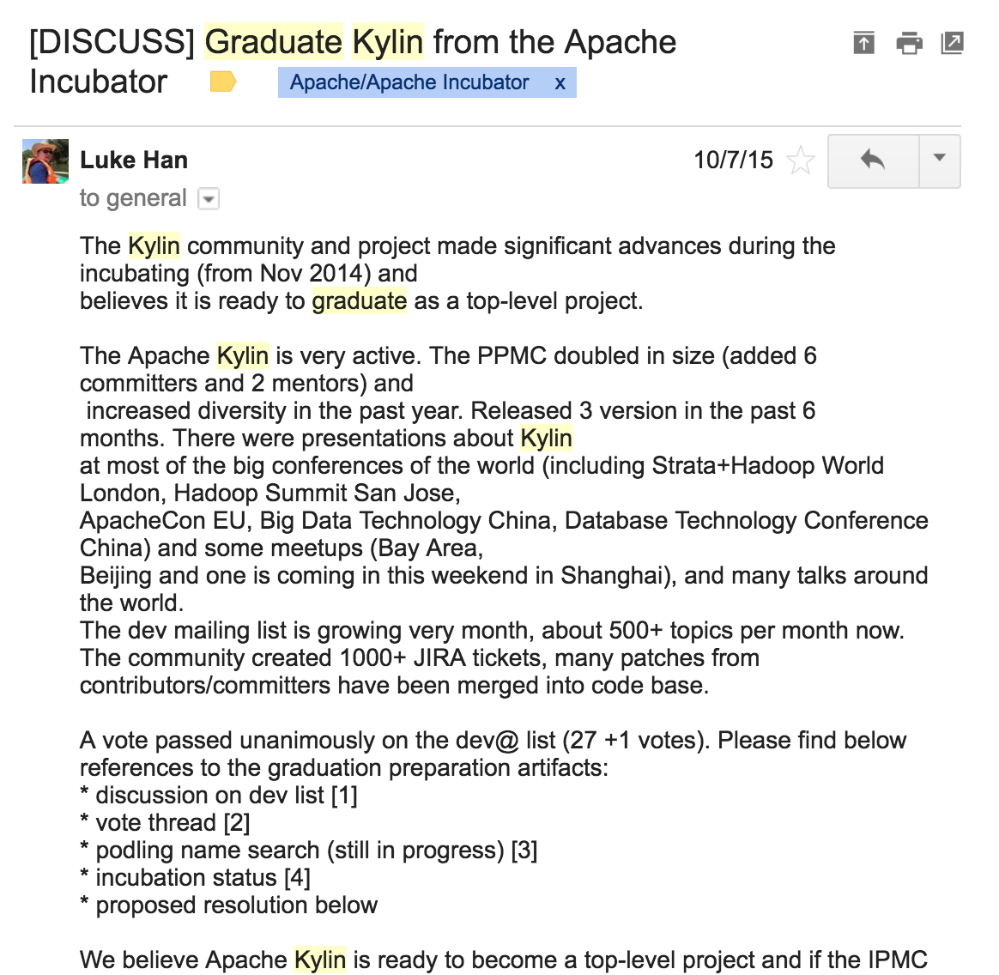 [DISCUSS] Graduate Kylin from the Apache
Incubator
Apache/Apache Incubator x
Luke Han
10/7/15
to general
The Kylin community and project made significant advances during the
incubating (from Nov 2014) and
believes it is ready to graduate as a top-level project.
The Apache Kylin is very active. The PPMC doubled in size (added 6
committers and 2 mentors) and
increased diversity in the past year. Released 3 version in the past 6
months. There were presentations about Kylin
at most of the big conferences of the world (including Strata+Hadoop World
London, Hadoop Summit San Jose,
ApacheCon EU, Big Data Technology China, Database Technology Conference
China) and some meetups (Bay Area,
Beijing and one is coming in this weekend in Shanghai), and many talks around
the world.
The dev mailing list is growing very month, about 500+ topics per month now.
The community created 1000+ JIRA tickets, many patches from
contributors/committers have been merged into code base.
A vote passed unanimously on the dev@ list (27 +1 votes). Please find below
references to the graduation preparation artifacts:
* discussion on dev list [1]
* vote thread [2]
* podling name search (still in progress) [3]
* incubation status [4]
* proposed resolution below
We believe Apache Kylin is ready to become a top-level project and if the IPMC